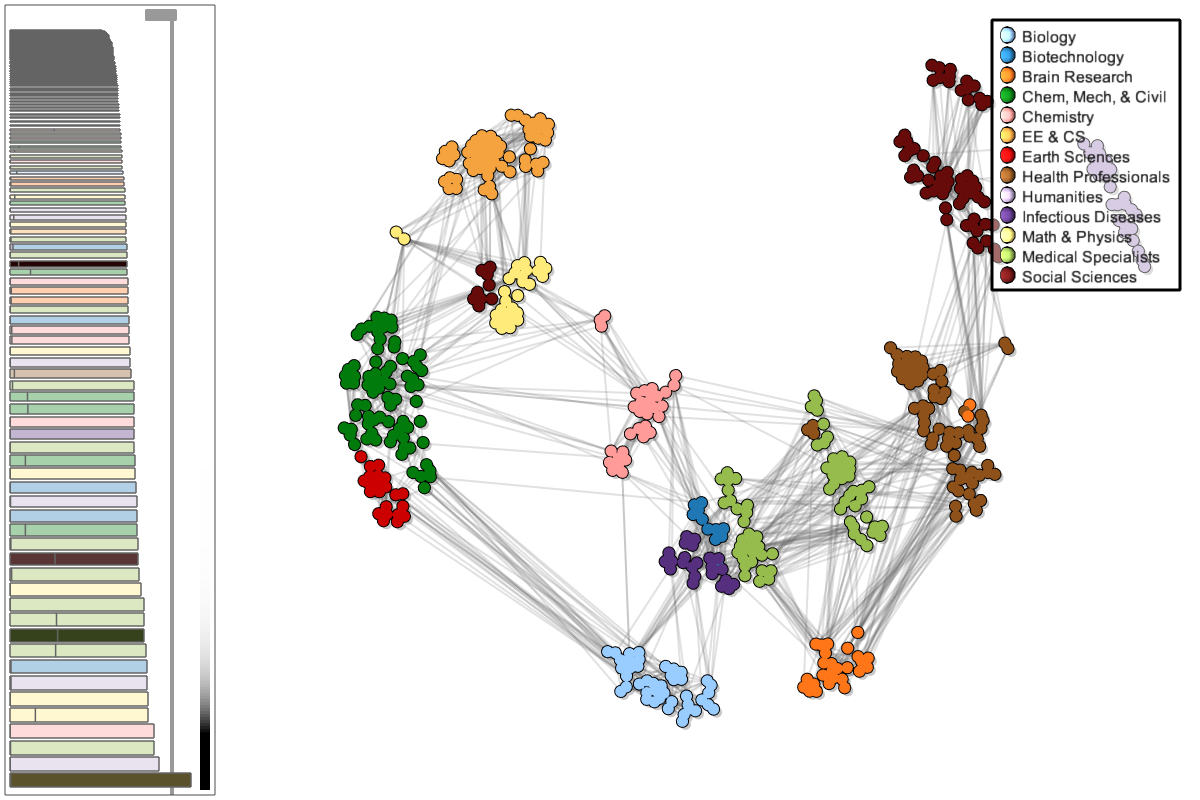 Biology
Biotechnology
Brain Research
Chem, Mech, & Civil
Chemistry
EE & CS
Earth Sciences
Health Professionals
Humanities
Infectious Diseases
Math & Physics
Medical Specialists
Social Sciences